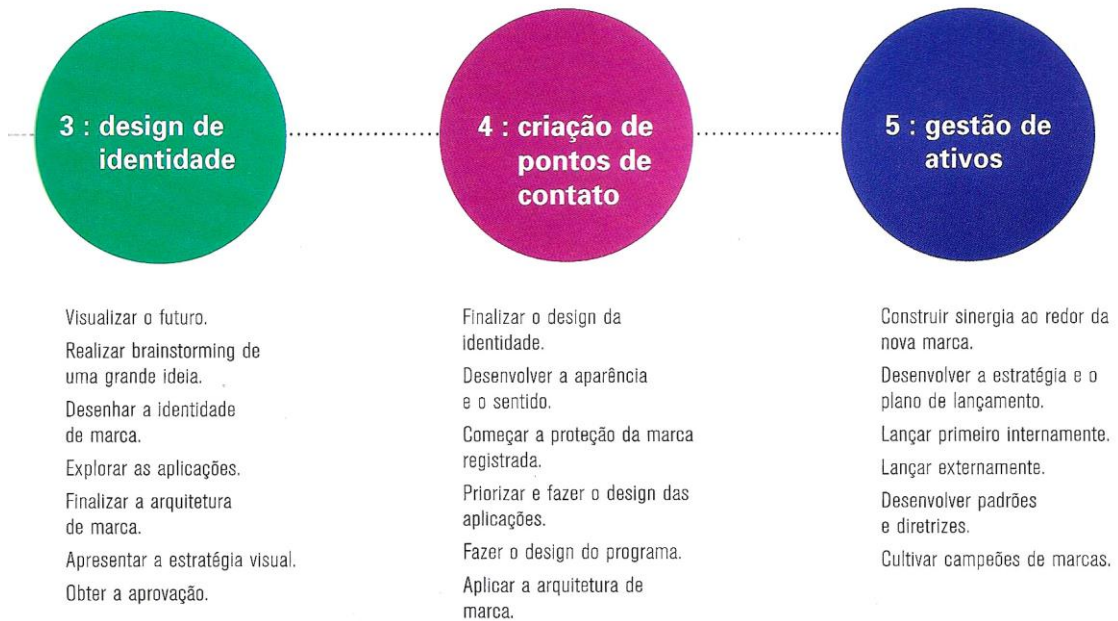 3 : design de
identidade
4 : criação de
pontos de
contato
5 : gestão de
ativos
Visualizar o futuro.
Realizar brainstorming de
uma grande ideia.
Desenhar a identidade
de marca.
Explorar as aplicações.
Finalizar a arquitetura
de marca.
Apresentar a estratégia visual.
Obter a aprovação.
Finalizar o design da
identidade.
Desenvolver a aparência
e o sentido.
Começar a proteção da marca
registrada.
Priorizar e fazer o design das
aplicações.
Fazer o design do programa.
Aplicar a arquitetura de
marca.
Construir sinergia ao redor da
nova marca.
Desenvolver a estratégia e o
plano de lançamento.
Lançar primeiro internamente.
Lançar externamente.
Desenvolver padrões
e diretrizes.
Cultivar campeões de marcas.